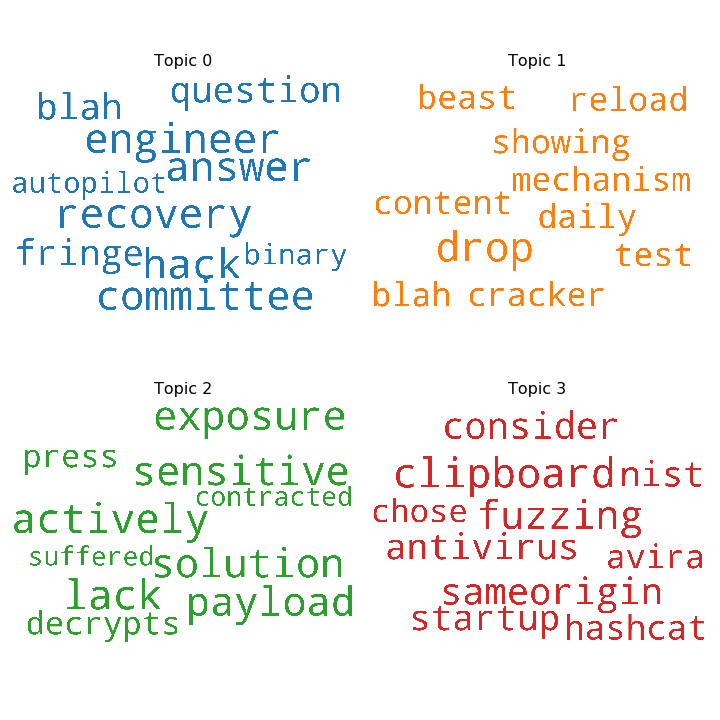 Topic 0
question
blah
engineer
answer
autopilot
recovery
fringe
hack
binary
committee
Topic 1
beast
reload
showing
mechanism
content
daily
drop
test
blah
cracker
Topic 2
exposure
press
sensitive
contracted
actively
suffered
solution
lack
payload
decrypts
Topic 3
consider
clipboard
nist
chose
fuzzing
antivirus
avira
sameorigin
startup
hashcat